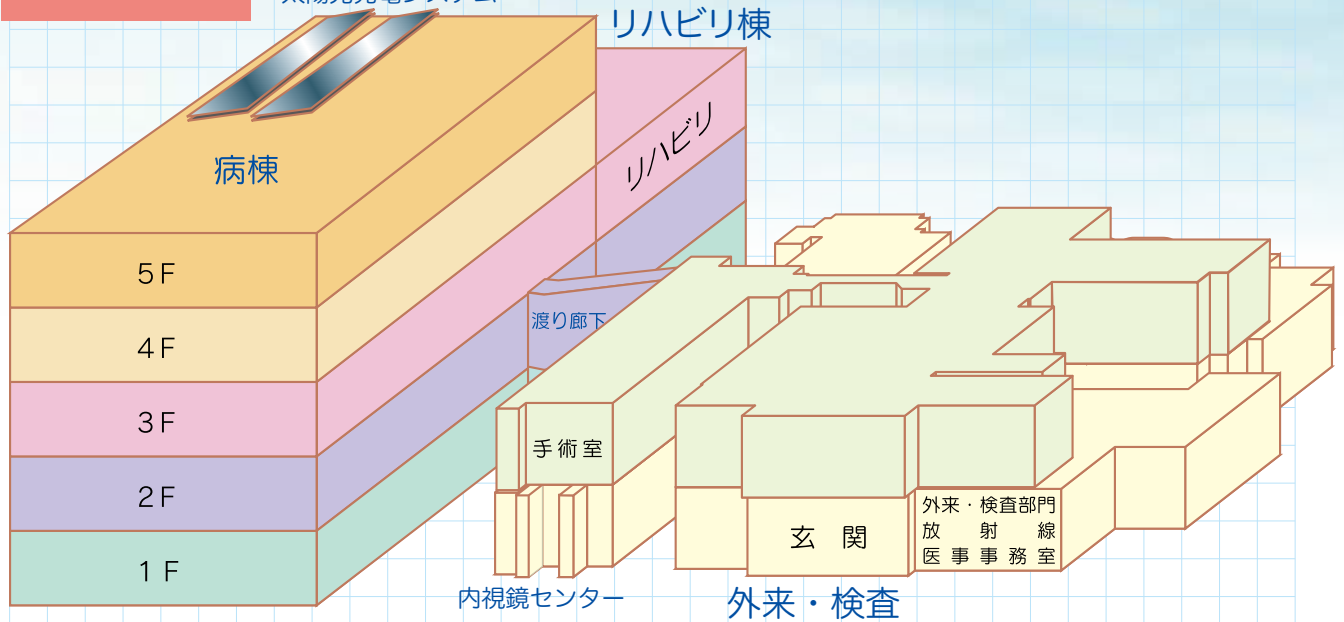 リハビリ棟
リハビリ
病棟
5F
4F
3F
2F
1F
渡り廊下
手術室
玄関
外来・検査部門
放射線
医事事務室
内視鏡センター
外来・検査